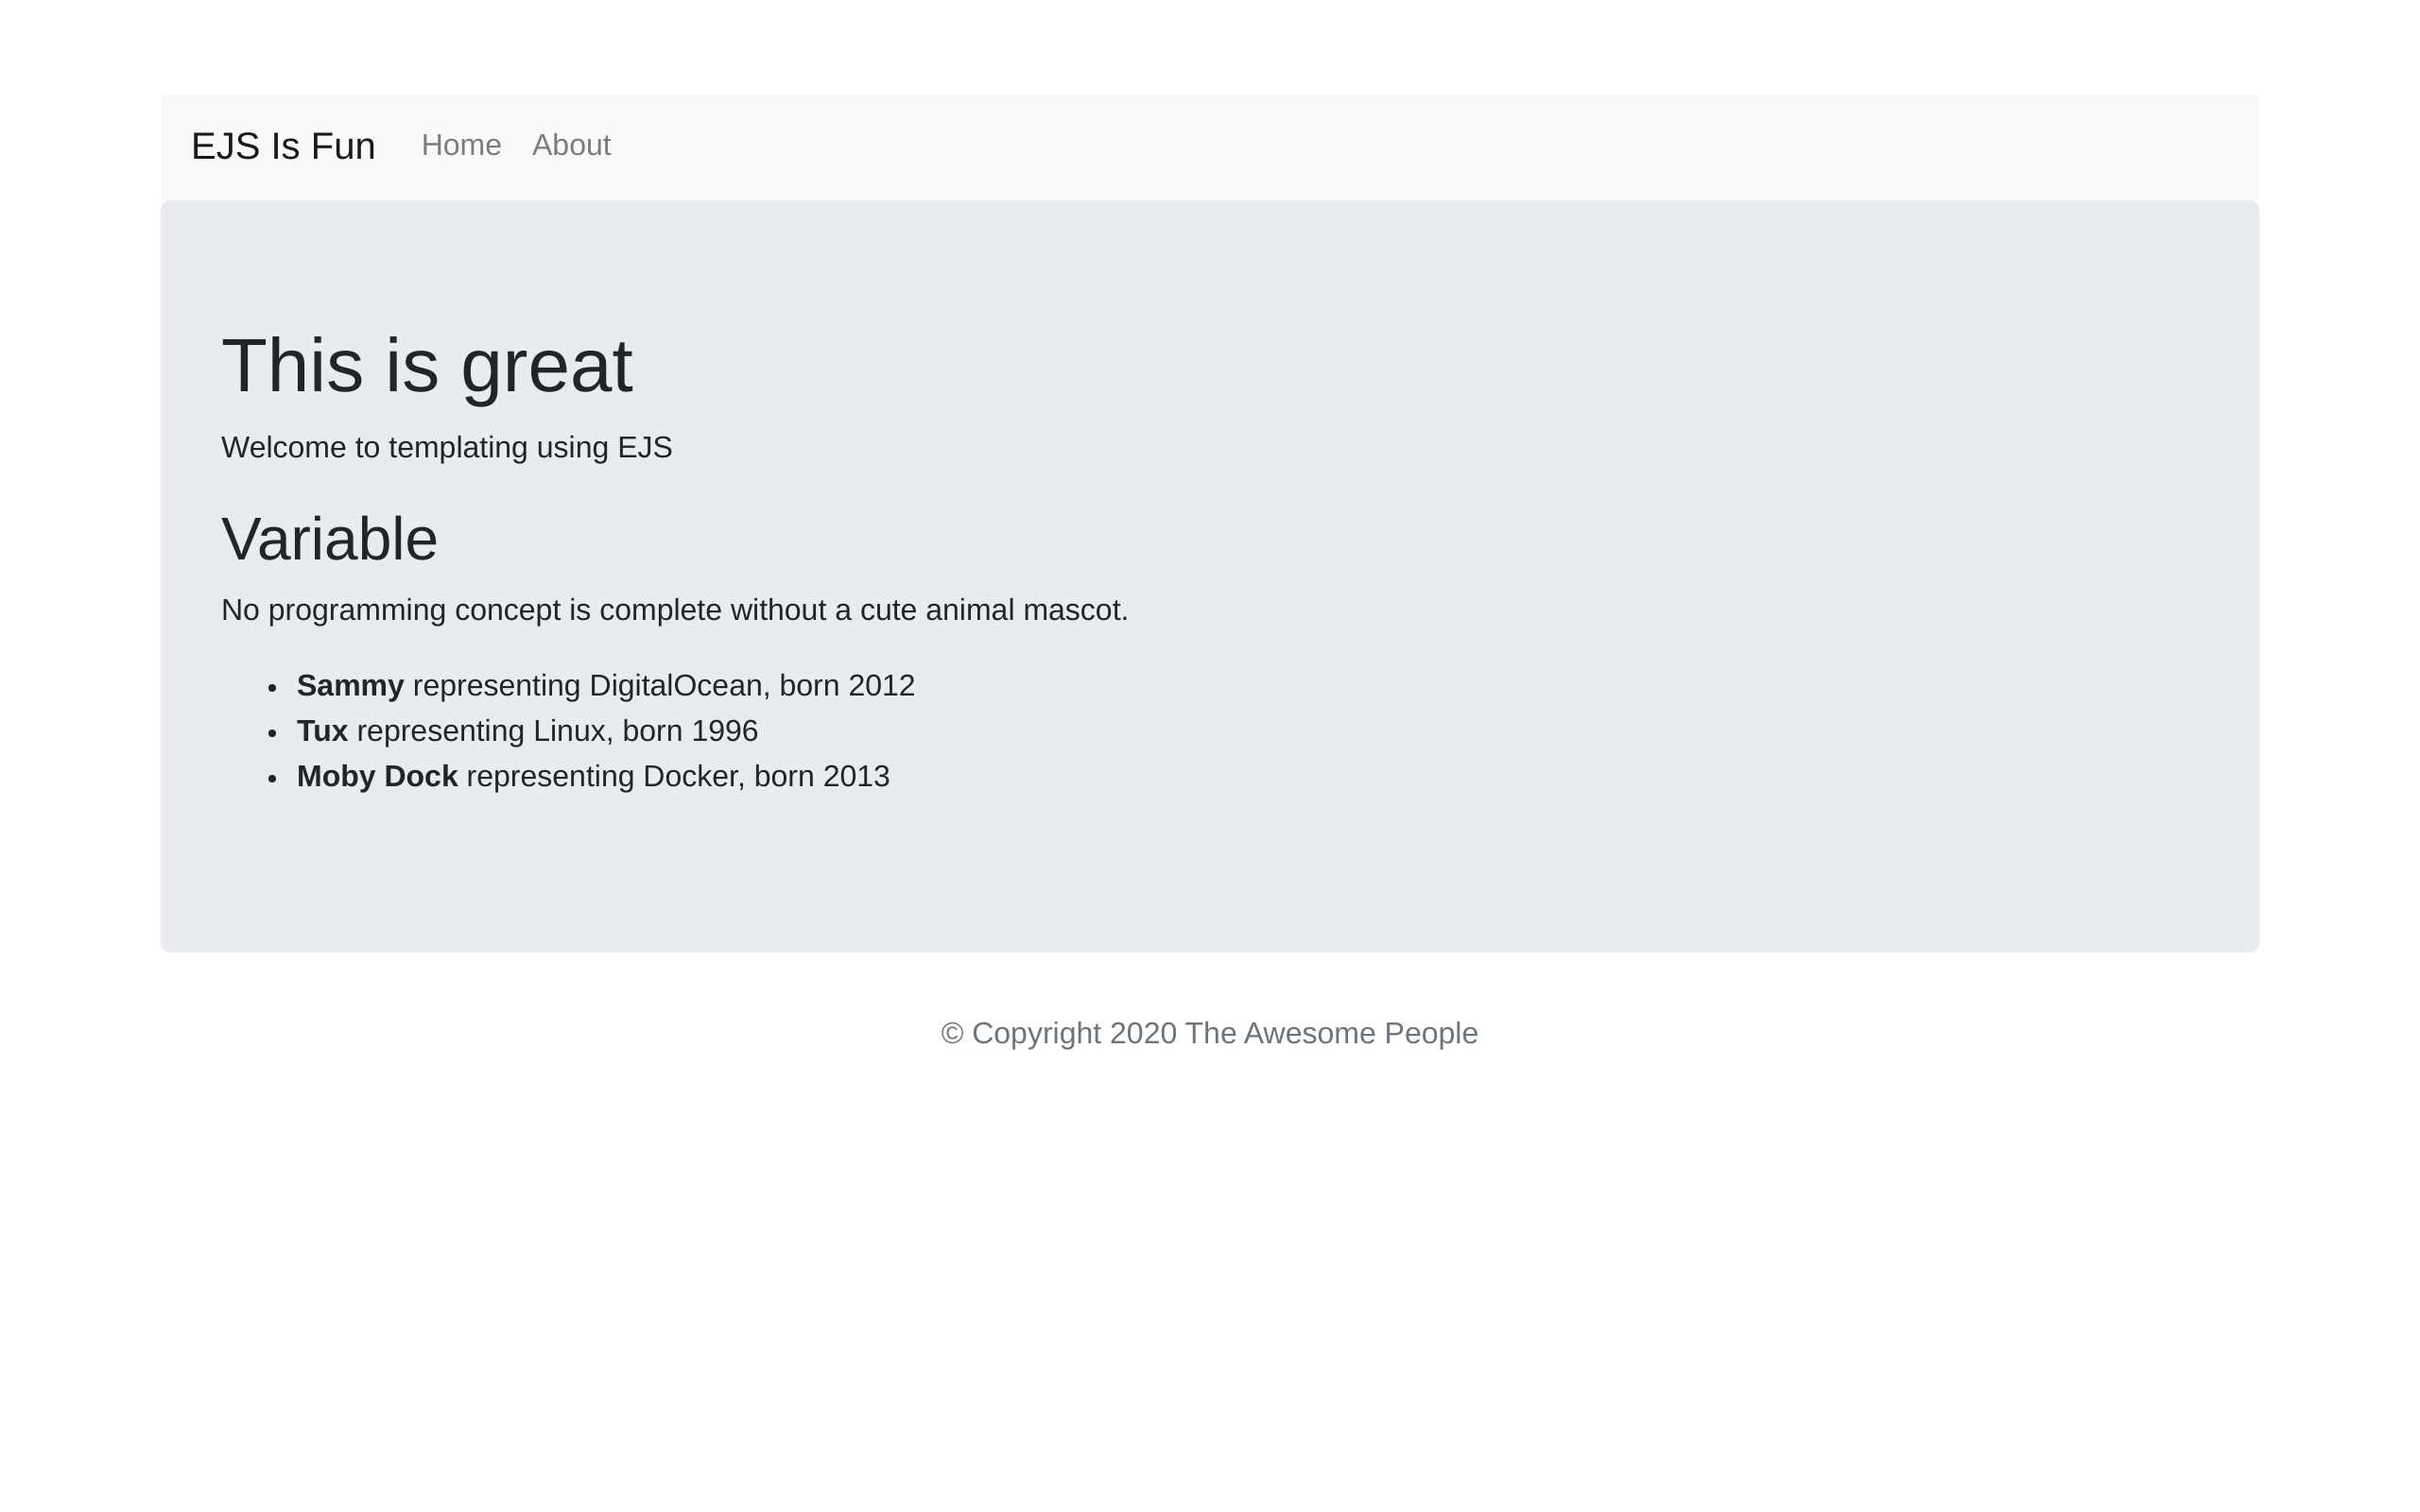 EJS Is Fun Home About
This is great
Welcome to templating using EJS
Variable
No programming concept is complete without a cute animal mascot.
• Sammy representing DigitalOcean, born 2012
• Tux representing Linux, born 1996
• Moby Dock representing Docker, born 2013
© Copyright 2020 The Awesome People